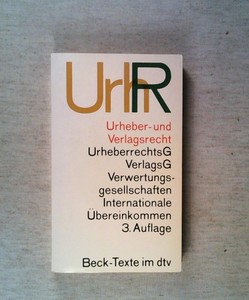 UrhR
Urheber- und
Verlagsrecht
UrheberrechtsG
VerlagsG
Verwertungs-
gesellschaften
Internationale
Übereinkommen
3. Auflage
Beck-Texte im dtv